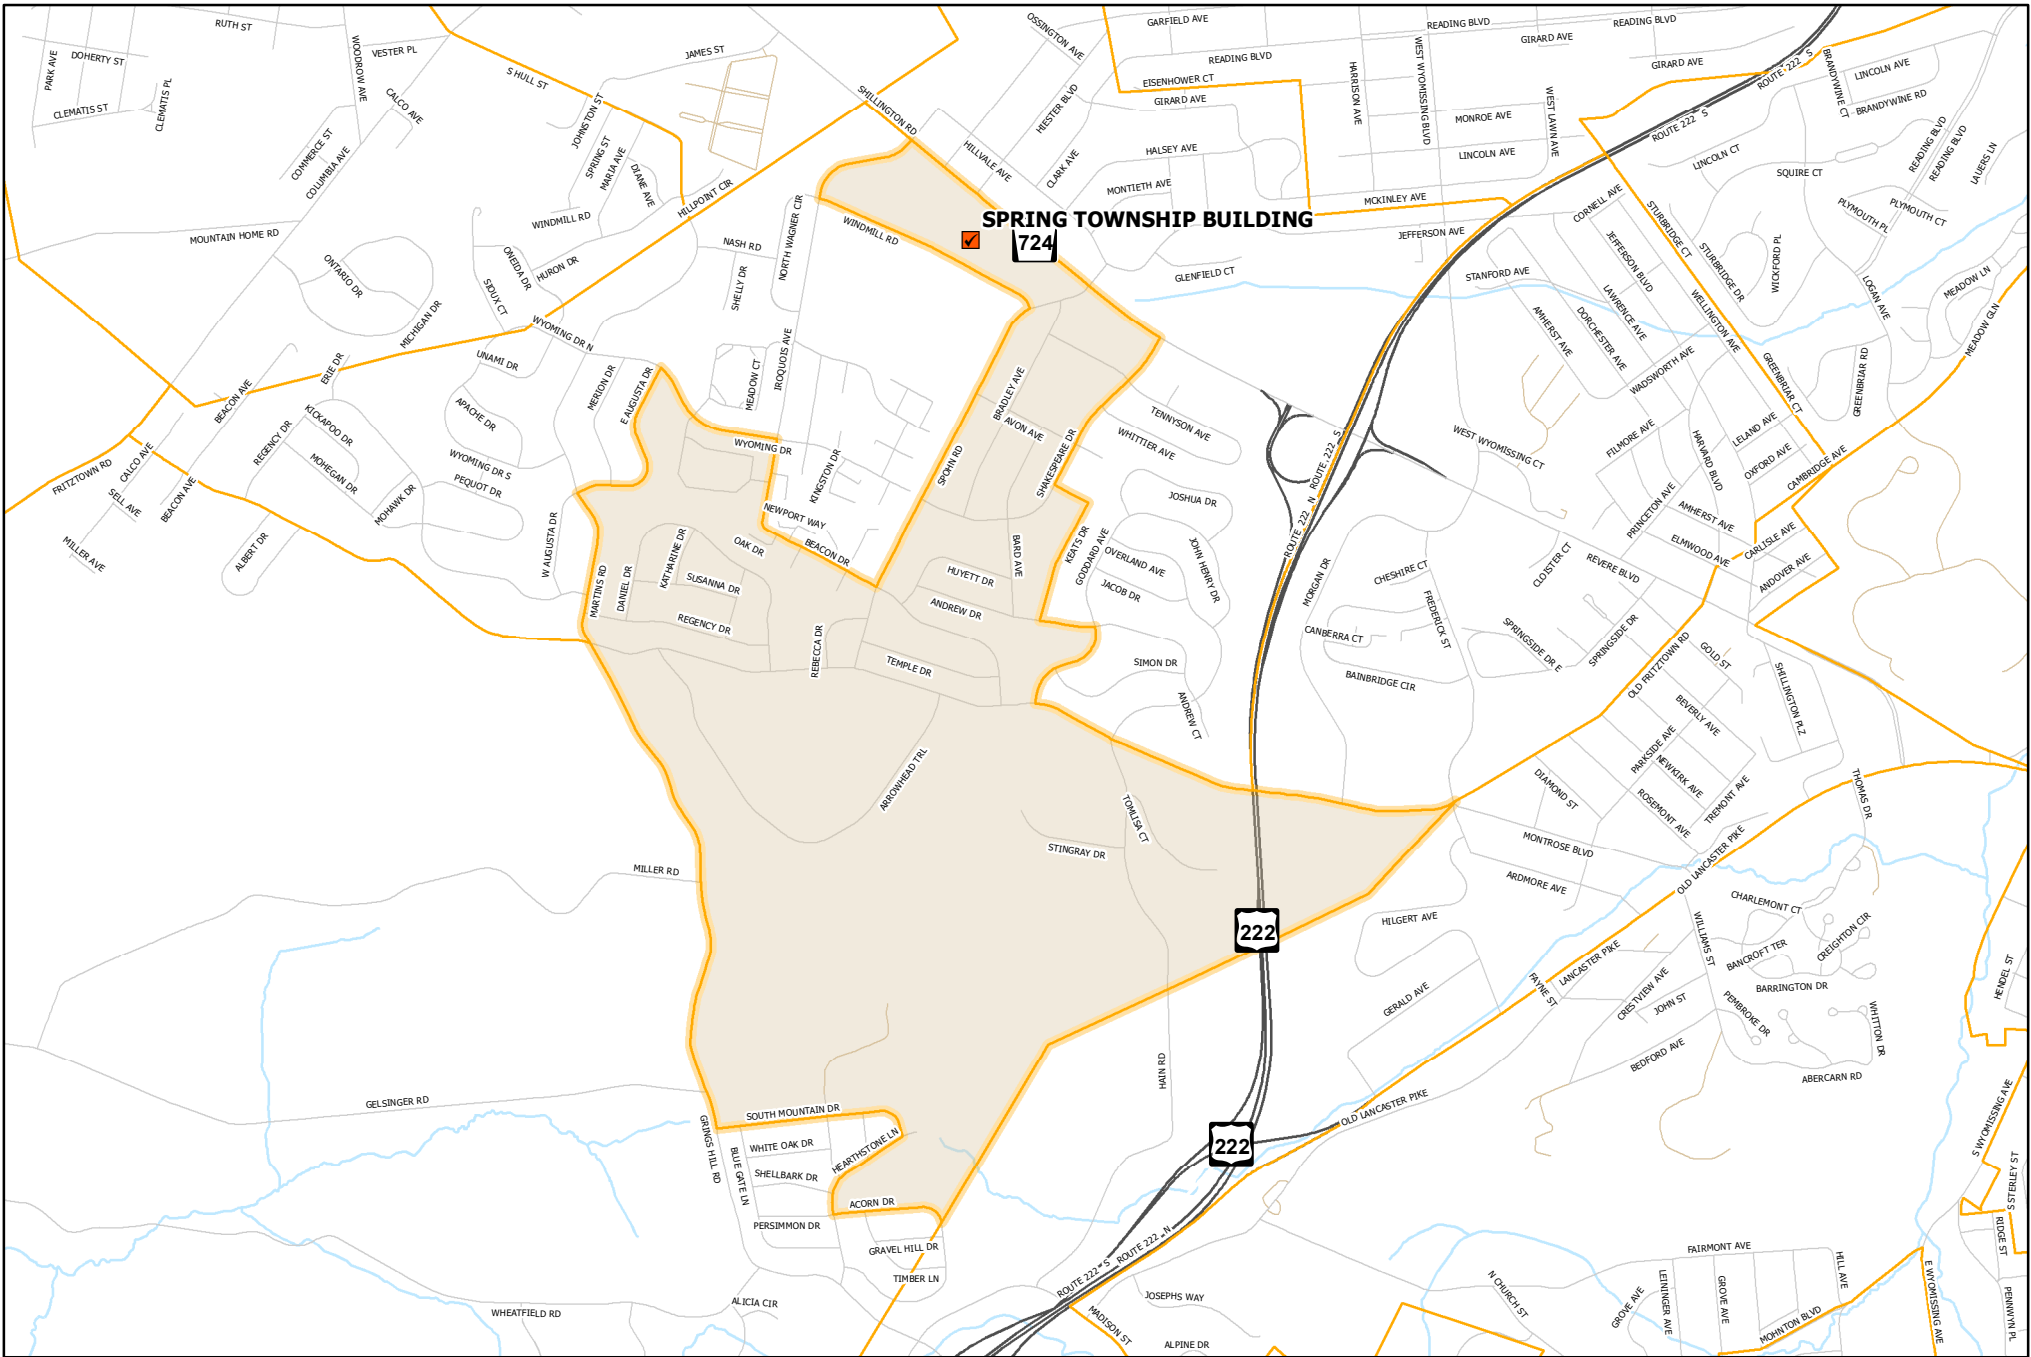 RUTH ST
OSSINGTON AVE
GARFIELD AVE
READING BLVD
READING BLVD
PARK AVE
DOHERTY ST
WOODROW AVE
VESTER PL
JAMES ST
GIRARD AVE
READING BLVD
GIRARD AVE
ROUTE 222 S
BRANDYWINE CT
LINCOLN AVE
S HULL ST
EISENHOWER CT
GIRARD AVE
HARRISON AVE
WEST WYOMISSING BLVD
WEST LAWN AVE
BRANDYWINE RD
CLEMATIS ST
CLEMATIS PL
CALCO AVE
JOHNSTON ST
SHILLINGTON RD
HIESTER BLVD
MONROE AVE
ROUTE 222 S
READING BLVD
READING BLVD
LAUERS LN
COMMERCE ST
COLUMBIA AVE
SPRING ST
MARIA AVE
DIANE AVE
HILLVALE AVE
CLARK AVE
HALSEY AVE
LINCOLN AVE
LINCOLN CT
SQUIRE CT
HILLPOINT CIR
MONTIETH AVE
MCKINLEY AVE
CORNELL AVE
PLYMOUTH PL
PLYMOUTH CT
WINDMILL RD
MOUNTAIN HOME RD
NORTH WAGNER CIR
WINDMILL RD
SPRING TOWNSHIP BUILDING
724
JEFFERSON AVE
STURBRIDGE CT
NASH RD
ONEIDA DR
HURON DR
ONTARIO DR
SIOUX CT
SHELLY DR
GLENFIELD CT
STANFORD AVE
JEFFERSON BLVD
STURBRIDGE DR
WICKFORD PL
LOGAN AVE
MEADOW LN
MICHIGAN DR
WYOMING DR N
LAWRENCE AVE
WELLINGTON AVE
AMHERST AVE
DORCHESTER AVE
MEADOW GLN
UNAMI DR
ERIE DR
MERION DR
E AUGUSTA DR
MEADOW CT
IROQUOIS AVE
WADSWORTH AVE
GREENBRIAR CT
GREENBRIAR RD
BEACON AVE
BRADLEY AVE
KICKAPOO DR
APACHE DR
TENNYSON AVE
REGENCY DR
AVON AVE
WHITTIER AVE
WYOMING DR
WEST WYOMISSING CT
FILMORE AVE
LELAND AVE
OXFORD AVE
HARVARD BLVD
CAMBRIDGE AVE
CALCO AVE
FRITZTOWN RD
MOHEGAN DR
WYOMING DR S
PEQUOT DR
KINGSTON DR
SPOHN RD
SHAKESPEARE DR
ROUTE 222 S
SELL AVE
BEACON AVE
MOHAWK DR
JOSHUA DR
NEWPORT WAY
PRINCETON AVE
AMHERST AVE
ROUTE 222 N
MILLER AVE
ALBERT DR
W AUGUSTA DR
KATHARINE DR
OAK DR
BEACON DR
BARD AVE
KEATS DR
GODDARD AVE
OVERLAND AVE
JOHN HENRY DR
ELMWOOD AVE
CARLISLE AVE
MARTINS RD
DANIEL DR
SUSANNA DR
HUYETT DR
JACOB DR
MORGAN DR
CHESHIRE CT
CLOISTER CT
REVERE BLVD
ANDOVER AVE
REGENCY DR
REBECCA DR
ANDREW DR
CANBERRA CT
FREDERICK ST
SPRINGSIDE DR E
SPRINGSIDE DR
TEMPLE DR
SIMON DR
BAINBRIDGE CIR
OLD FRITZTOWN RD
GOLD ST
SHILLINGTON PLZ
ANDREW CT
BEVERLY AVE
PARKSIDE AVE
ARROWHEAD TRL
NEWKIRK AVE
TREMONT AVE
DIAMOND ST
ROSEMONT AVE
THOMAS DR
TOMLISA CT
STINGRAY DR
MONTROSE BLVD
OLD LANCASTER PIKE
MILLER RD
ARDMORE AVE
CHARLEMONT CT
HILGERT AVE
222
WILLIAMS ST
BANCROFT TER
CREIGHTON CIR
LANCASTER PIKE
FAYNE ST
CRESTVIEW AVE
JOHN ST
BARRINGTON DR
HENDEL ST
GERALD AVE
PEMBROKE DR
WHITTON DR
BEDFORD AVE
ABERCARN RD
HAIN RD
GELSINGER RD
SOUTH MOUNTAIN DR
OLD LANCASTER PIKE
S WYOMISSING AVE
GRINGS HILL RD
BLUE GATE LN
WHITE OAK DR
HEARTHSTONE LN
222
SHELLBARK DR
S STERLEY ST
ACORN DR
PERSIMMON DR
GRAVEL HILL DR
RIDGE ST
ROUTE 222 N
ROUTE 222 S
FAIRMONT AVE
HILL AVE
TIMBER LN
ALICIA CIR
WHEATFIELD RD
JOSEPHS WAY
MADISON ST
N CHURCH ST
GROVE AVE
LEININGER AVE
GROVE AVE
MOHNTON BLVD
E WYOMISSING AVE
PENNWYN PL
ALPINE DR